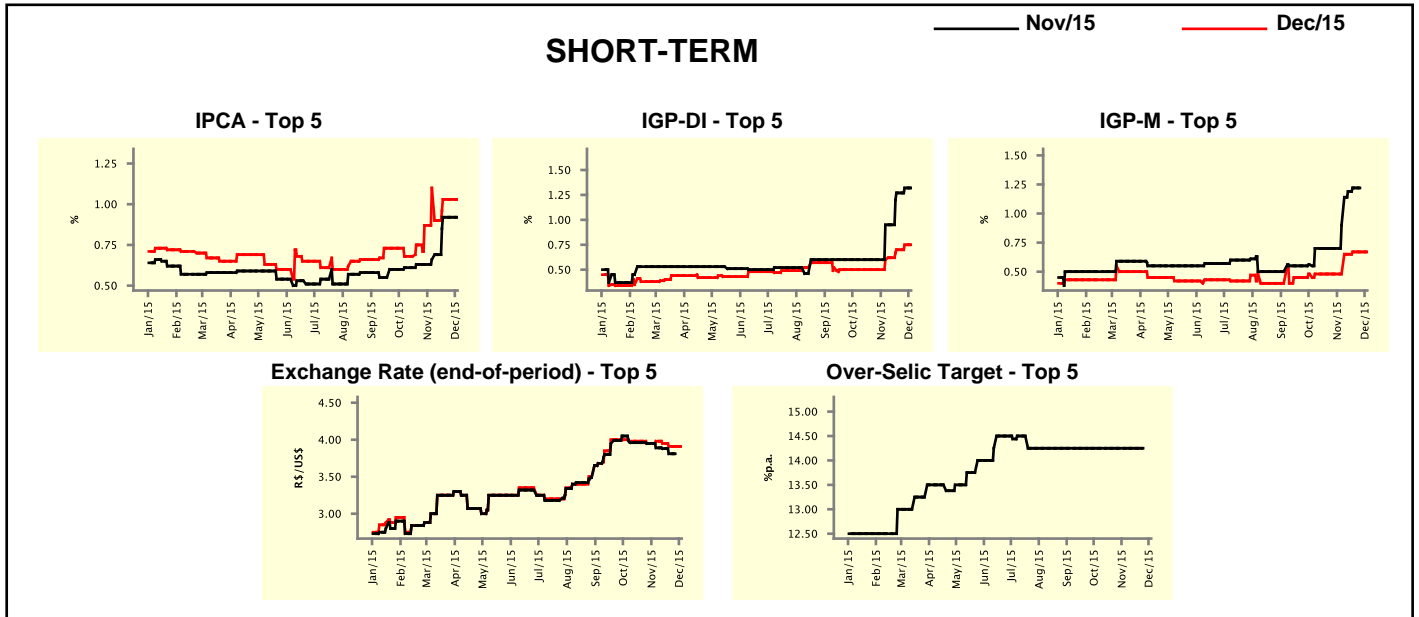 Nov/15 Dec/15
SHORT-TERM
IPCA - Top 5
1.25
1.00
0.75
0.50
%
Jan/15 Feb/15 Mar/15 Apr/15 May/15 Jun/15 Jul/15 Aug/15 Sep/15 Oct/15 Nov/15 Dec/15
IGP-DI - Top 5
1.50
1.25
1.00
0.75
0.50
%
Jan/15 Feb/15 Mar/15 Apr/15 May/15 Jun/15 Jul/15 Aug/15 Sep/15 Oct/15 Nov/15 Dec/15
IGP-M - Top 5
1.50
1.25
1.00
0.75
0.50
%
Jan/15 Feb/15 Mar/15 Apr/15 May/15 Jun/15 Jul/15 Aug/15 Sep/15 Oct/15 Nov/15 Dec/15
Exchange Rate (end-of-period) - Top 5
4.50
4.00
3.50
3.00
R$/US$
Jan/15 Feb/15 Mar/15 Apr/15 May/15 Jun/15 Jul/15 Aug/15 Sep/15 Oct/15 Nov/15 Dec/15
Over-Selic Target - Top 5
15.00
14.50
14.00
13.50
13.00
12.50
%p.a.
Jan/15 Feb/15 Mar/15 Apr/15 May/15 Jun/15 Jul/15 Aug/15 Sep/15 Oct/15 Nov/15 Dec/15